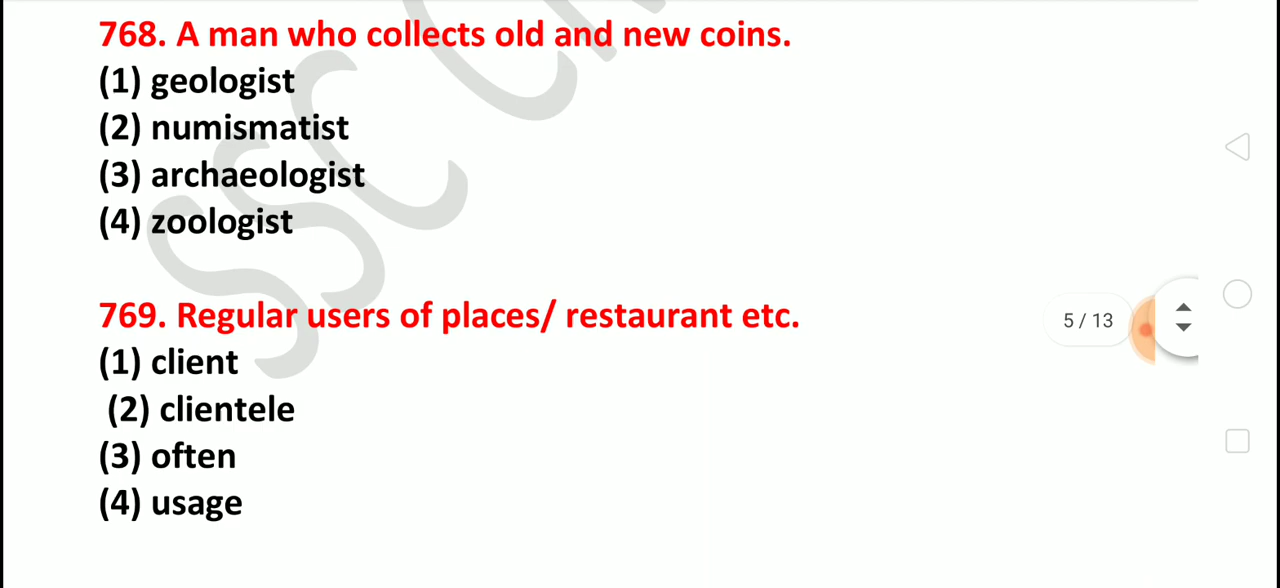 768. A man who collects old and new coins.
(1) geologist
(2) numismatist
(3) archaeologist
(4) zoologist
769. Regular users of places/ restaurant etc.
(1) client
(2) clientele
(3) often
(4) usage
5 / 13
SSC